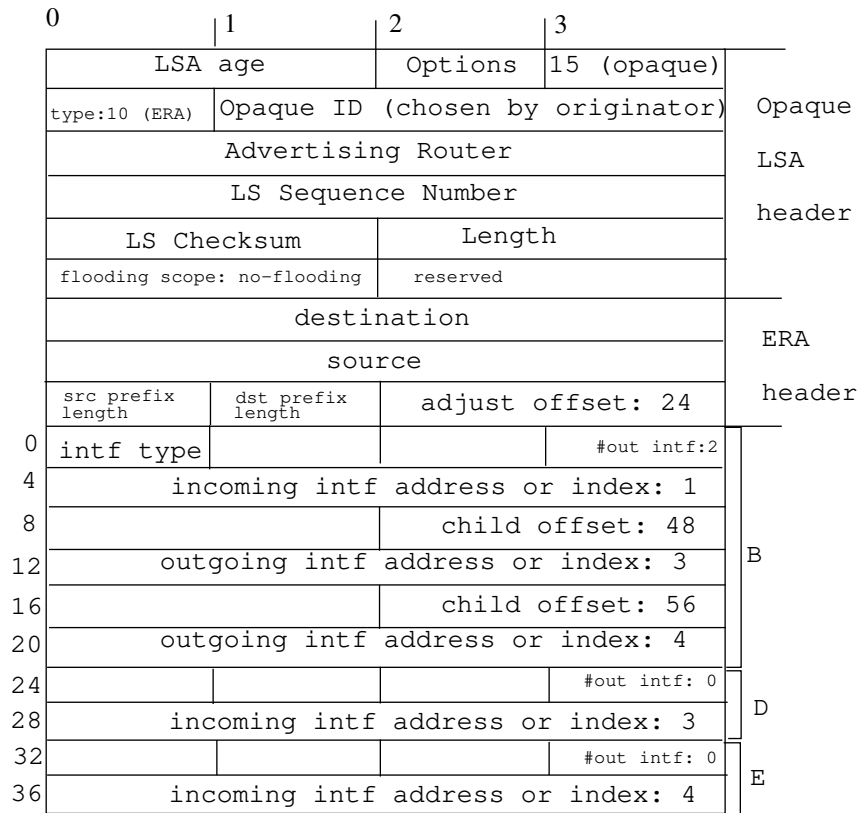 0 1 2 3
LSA age Options 15 (opaque)
type:10 (ERA) Opaque ID (chosen by originator) Opaque
Advertising Router LSA
LS Sequence Number
header
LS Checksum Length
flooding scope: no-flooding reserved
destination
ERA
source
src prefix length dst prefix length adjust offset: 24 header
0 intf type #out intf:2
4 incoming intf address or index: 1
8 child offset: 48
B
12 outgoing intf address or index: 3
16 child offset: 56
20 outgoing intf address or index: 4
24 #out intf: 0
28 incoming intf address or index: 3 D
32 #out intf: 0
E
36 incoming intf address or index: 4